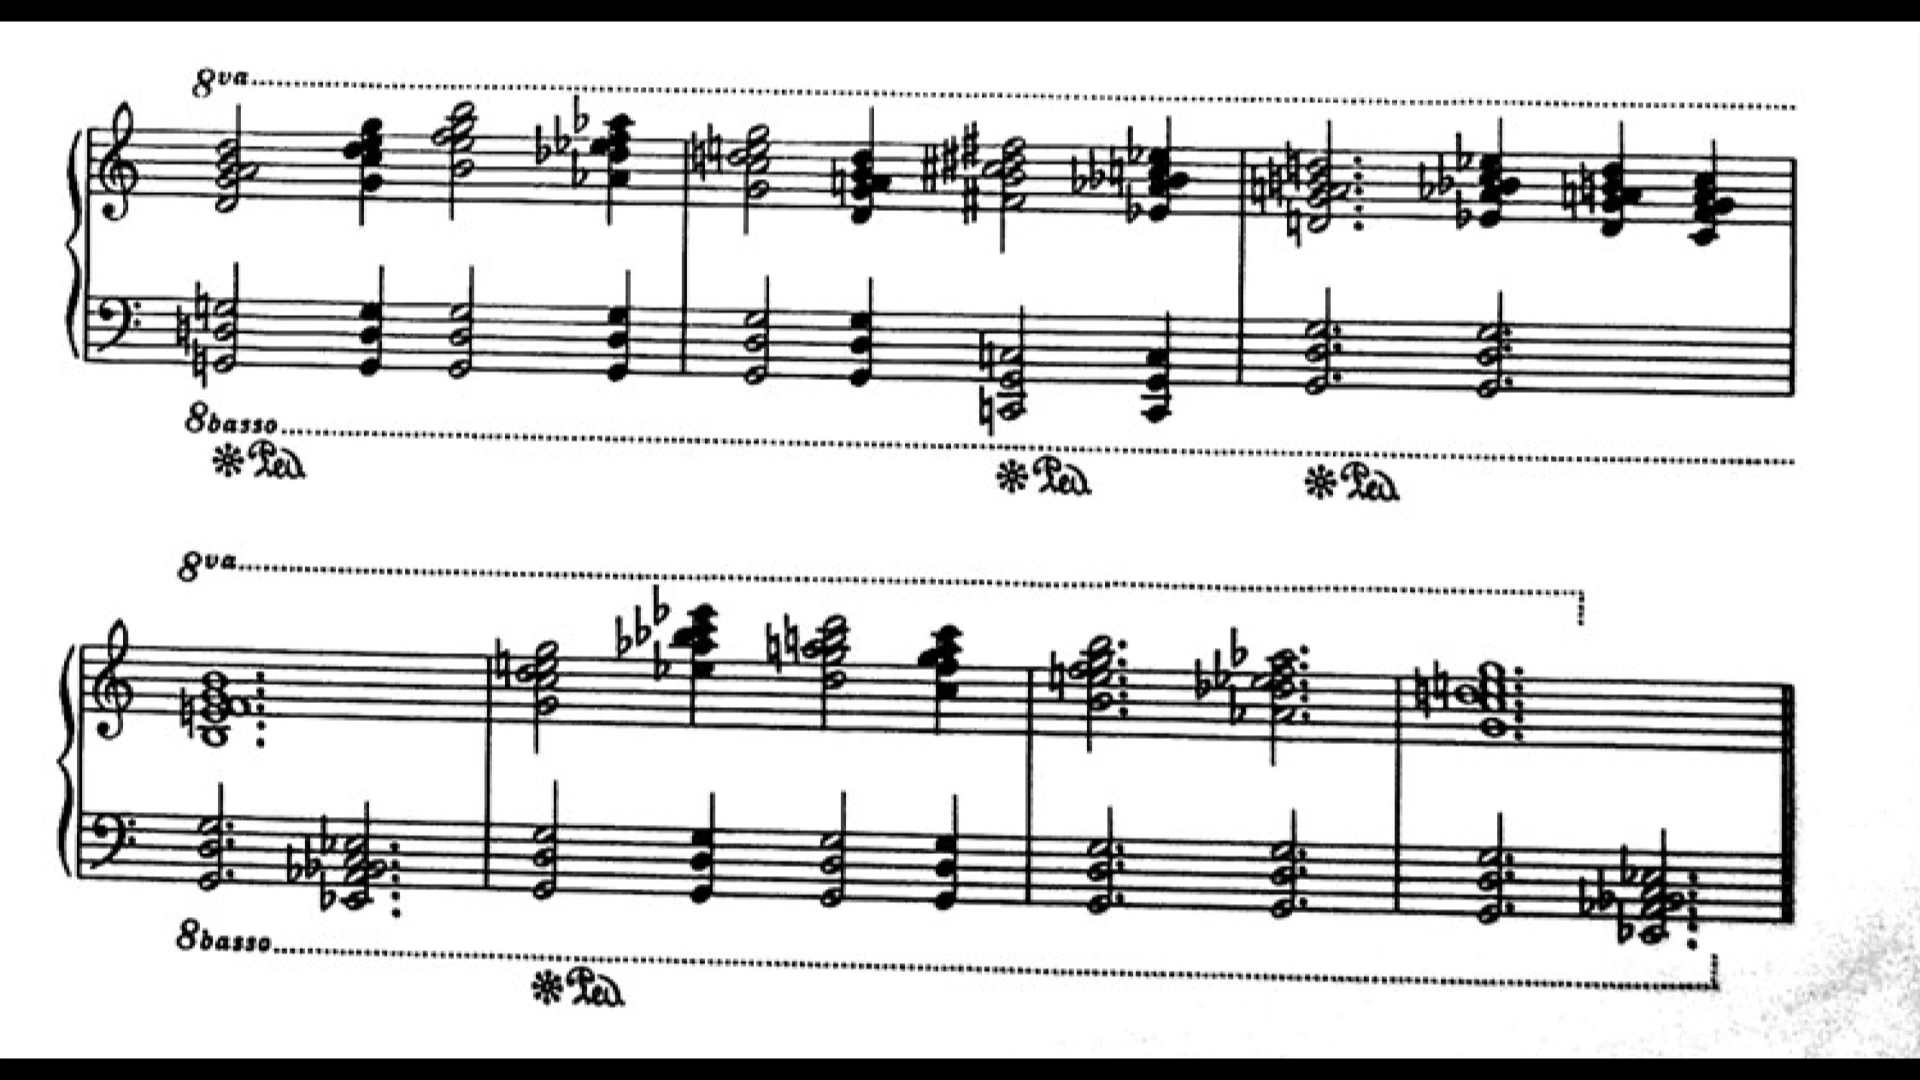 8va
8basso
Ped Ped Ped
8va
8basso
Ped